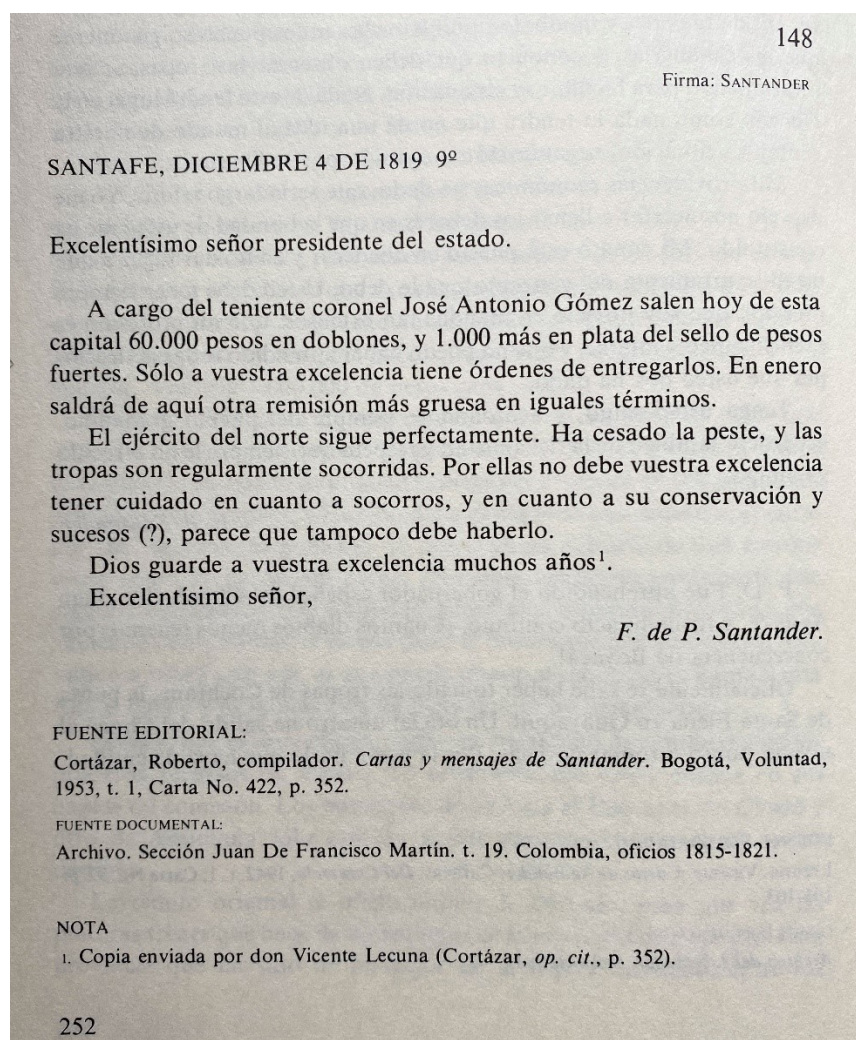 148
Firma: SANTANDER
SANTAFE, DICIEMBRE 4 DE 1819 9º
Excelentísimo señor presidente del estado.
A cargo del teniente coronel José Antonio Gómez salen hoy de esta
capital 60.000 pesos en doblones, y 1.000 más en plata del sello de pesos
fuertes. Sólo a vuestra excelencia tiene órdenes de entregarlos. En enero
saldrá de aquí otra remisión más gruesa en iguales términos.
El ejército del norte sigue perfectamente. Ha cesado la peste, y las
tropas son regularmente socorridas. Por ellas no debe vuestra excelencia
tener cuidado en cuanto a socorros, y en cuanto a su conservación y
sucesos (?), parece que tampoco debe haberlo.
Dios guarde a vuestra excelencia muchos años¹.
Excelentísimo señor,
F. de P. Santander.
FUENTE EDITORIAL:
Cortázar, Roberto, compilador. Cartas y mensajes de Santander. Bogotá, Voluntad,
1953, t. 1, Carta No. 422, p. 352.
FUENTE DOCUMENTAL:
Archivo. Sección Juan De Francisco Martín. t. 19. Colombia, oficios 1815-1821.
NOTA
1. Copia enviada por don Vicente Lecuna (Cortázar, op. cit., p. 352).
252